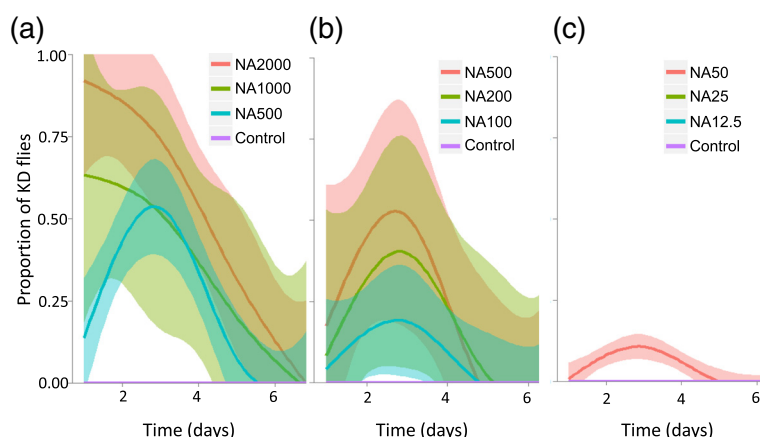 (a)
NA2000
NA1000
NA500
Control
1.00
0.75
0.50
0.25
0.00
Proportion of KD flies
2 4 6
Time (days)
(b)
NA500
NA200
NA100
Control
2 4 6
Time (days)
(c)
NA50
NA25
NA12.5
Control
2 4 6
Time (days)